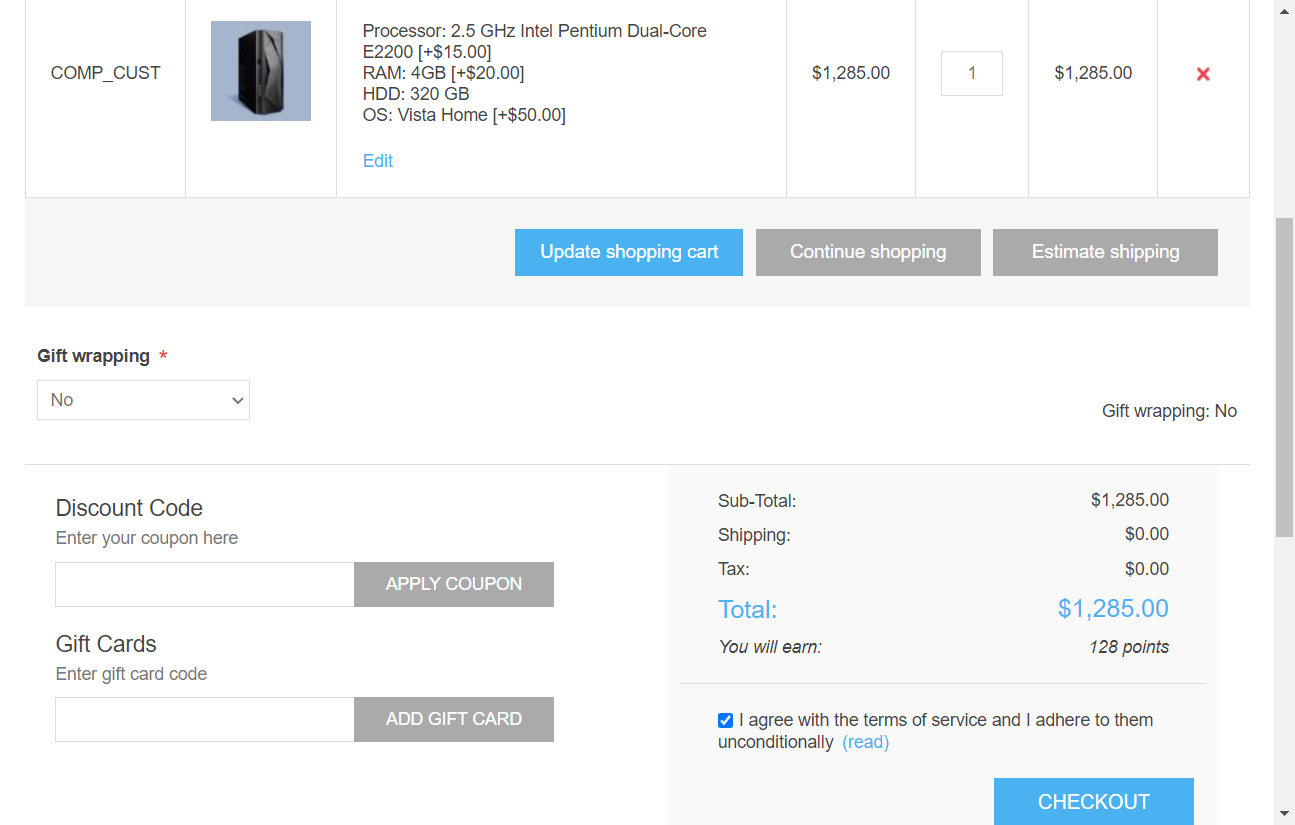 Processor: 2.5 GHz Intel Pentium Dual-Core
E2200 [+$15.00]
RAM: 4GB [+$20.00]
HDD: 320 GB
OS: Vista Home [+$50.00]
COMP_CUST
$1,285.00
1
$1,285.00
Edit
Update shopping cart
Continue shopping
Estimate shipping
Gift wrapping *
No
Gift wrapping: No
Discount Code
Enter your coupon here
APPLY COUPON
Gift Cards
Enter gift card code
ADD GIFT CARD
Sub-Total: $1,285.00
Shipping: $0.00
Tax: $0.00
Total: $1,285.00
You will earn: 128 points
I agree with the terms of service and I adhere to them
unconditionally (read)
CHECKOUT